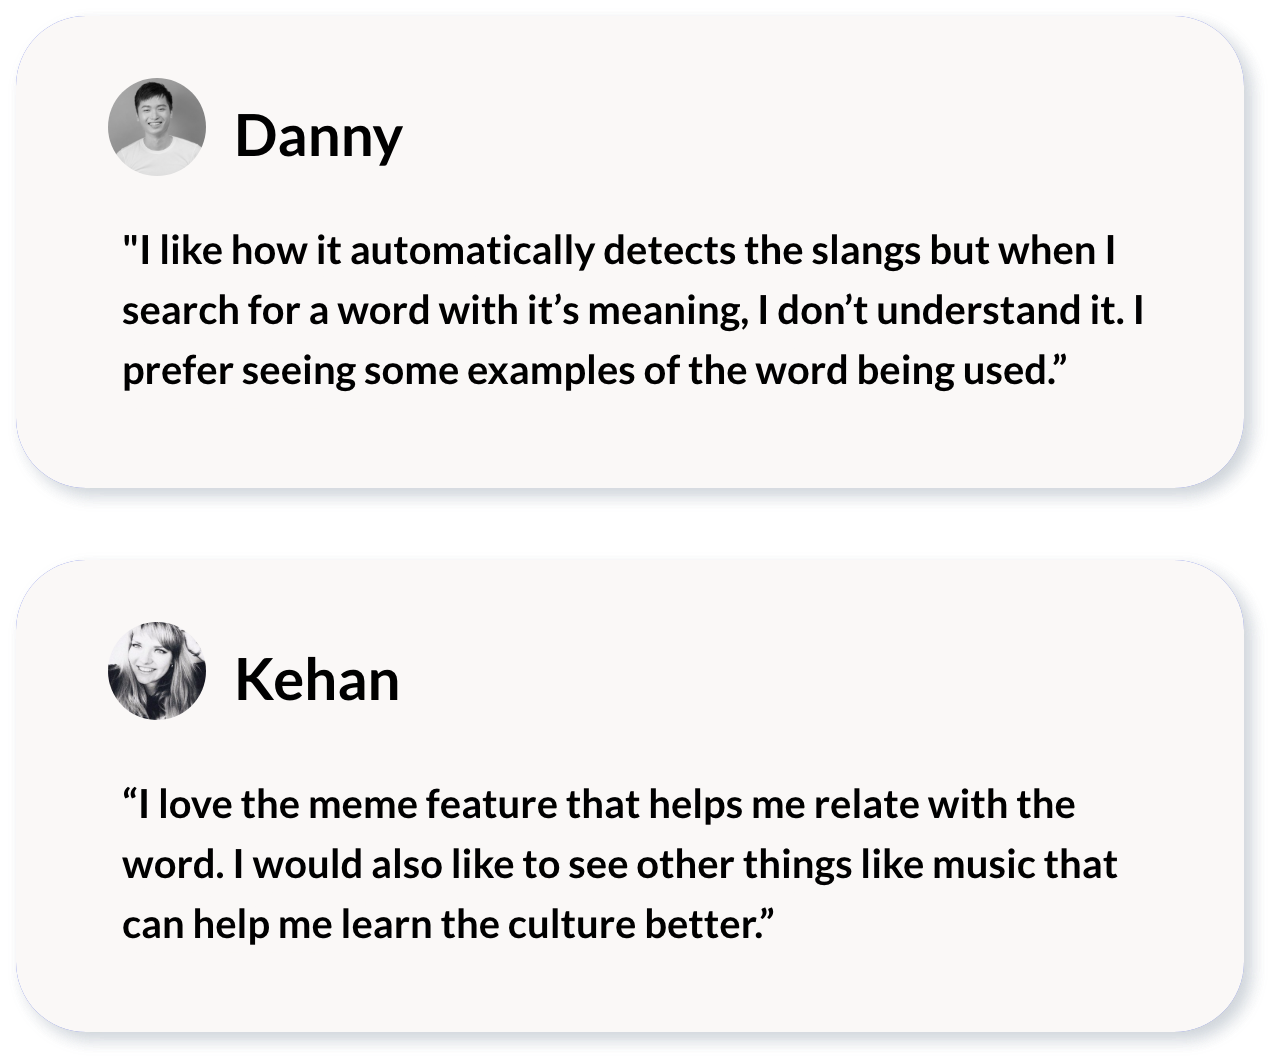 Danny
"I like how it automatically detects the slangs but when I
search for a word with it’s meaning, I don’t understand it. I
prefer seeing some examples of the word being used.”
Kehan
“I love the meme feature that helps me relate with the
word. I would also like to see other things like music that
can help me learn the culture better.”